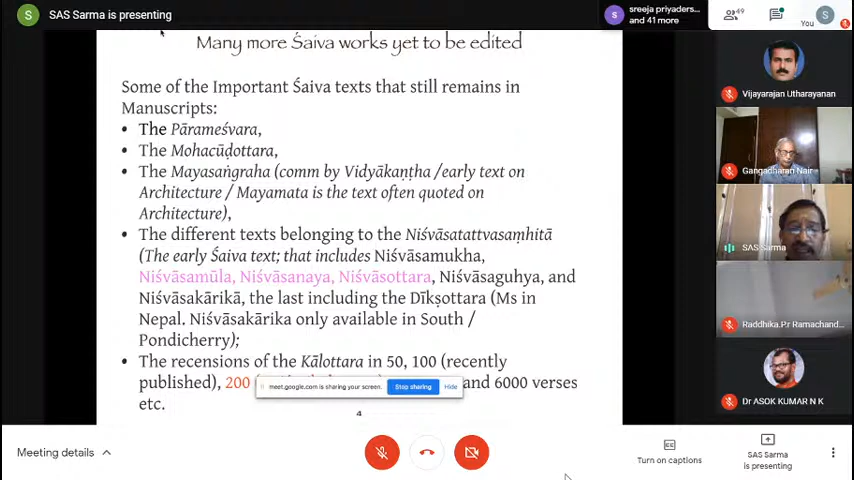 S SAS Sarma is presenting
S sreeja priyaders... and 41 more
49
S You
Many more Śaiva works yet to be edited
Some of the Important Śaiva texts that still remains in
Manuscripts:
• The Pārameśvara,
• The Mohacūḍottara,
• The Mayasaṅgraha (comm by Vidyākaṇṭha /early text on
Architecture / Mayamata is the text often quoted on
Architecture),
• The different texts belonging to the Niśvāsatattvasaṃhitā
(The early Śaiva text; that includes Niśvāsamukha,
Niśvāsamūla, Niśvāsanaya, Niśvāsottara, Niśvāsaguhya, and
Niśvāsakārikā, the last including the Dīkṣottara (Ms in
Nepal. Niśvāsakārika only available in South /
Pondicherry);
• The recensions of the Kālottara in 50, 100 (recently
published), 200 and 6000 verses
etc.
meet.google.com is sharing your screen. Stop sharing Hide
4
Vijayarajan Utharayanan
Gangadharan Nair
SAS Sarma
Raddhika.P.r Ramachand...
Dr ASOK KUMAR N K
Meeting details
Turn on captions
SAS Sarma
is presenting